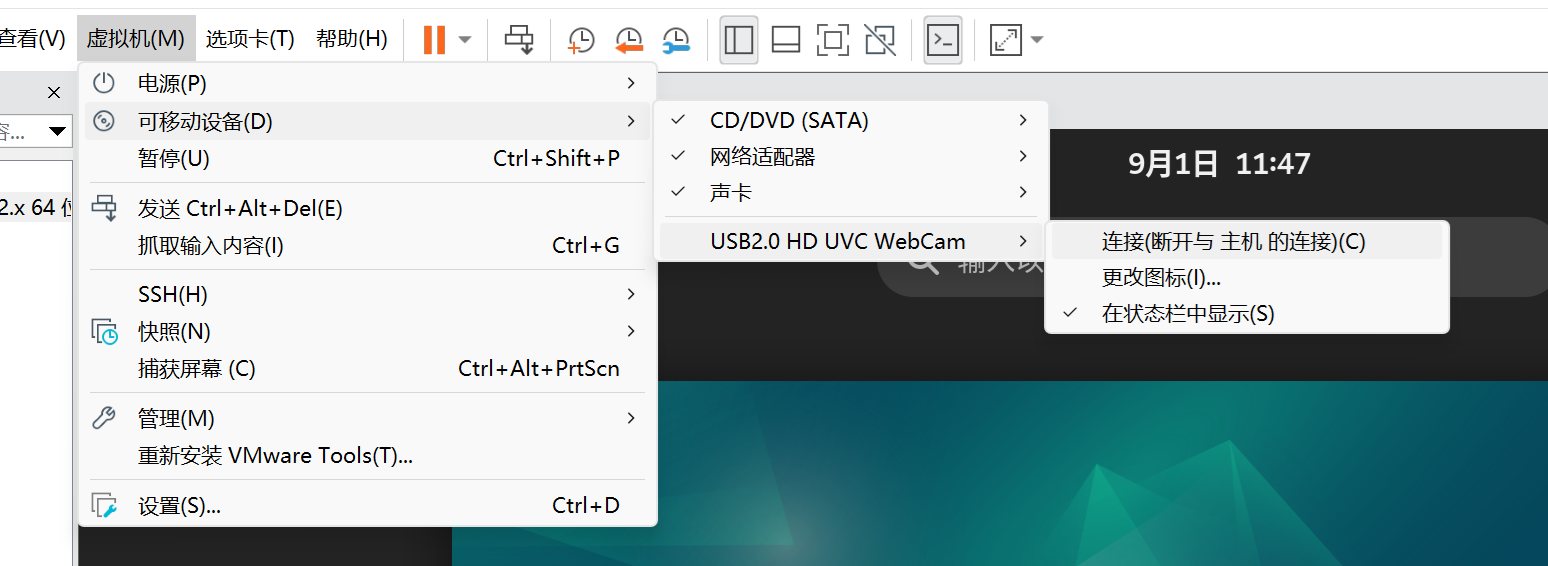 查看(V) 虚拟机(M) 选项卡(T) 帮助(H)
电源(P)
可移动设备(D)
暂停(U) Ctrl+Shift+P
发送 Ctrl+Alt+Del(E)
抓取输入内容(I) Ctrl+G
SSH(H)
快照(N)
捕获屏幕 (C) Ctrl+Alt+PrtScn
管理(M)
重新安装 VMware Tools(T)...
设置(S)... Ctrl+D
CD/DVD (SATA)
网络适配器
声卡
USB2.0 HD UVC WebCam
连接(断开与 主机 的连接)(C)
更改图标(I)...
在状态栏中显示(S)
9月1日 11:47
2.x 64 位